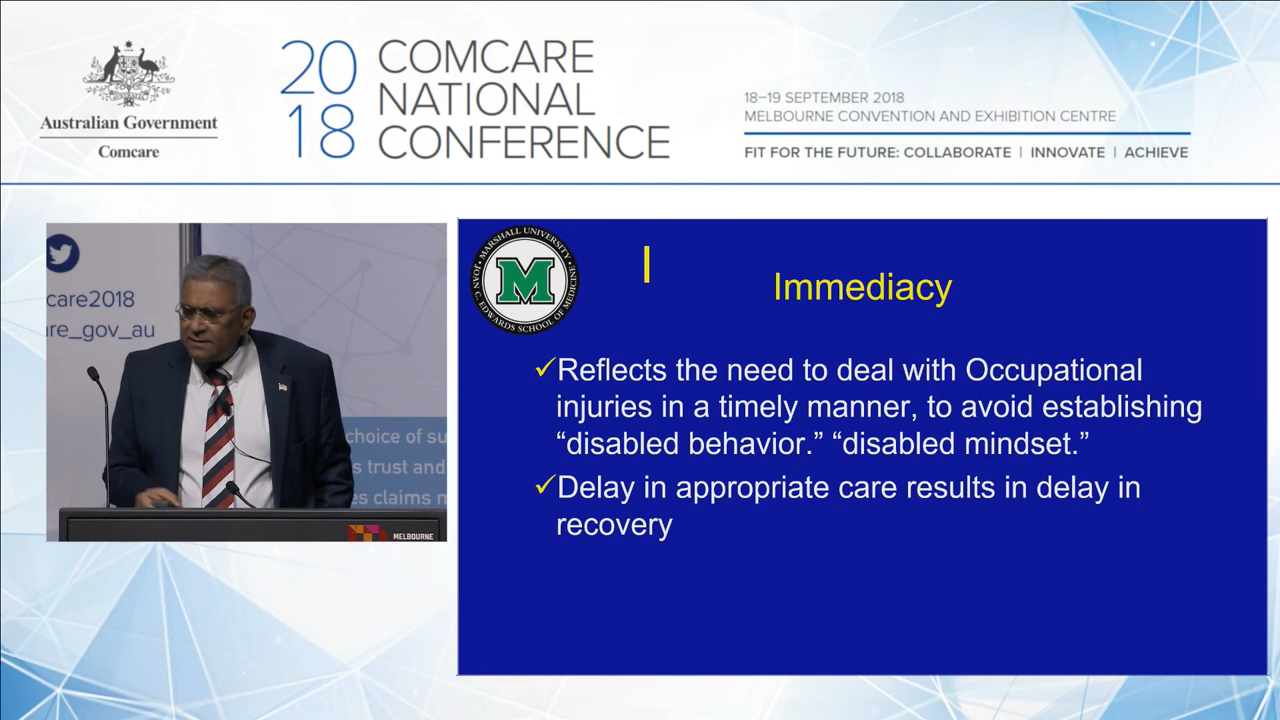 Australian Government
Comcare
20
18
COMCARE
NATIONAL
CONFERENCE
18–19 SEPTEMBER 2018
MELBOURNE CONVENTION AND EXHIBITION CENTRE
FIT FOR THE FUTURE: COLLABORATE | INNOVATE | ACHIEVE
care2018
are_gov_au
choice of su
s trust and
es claims m
MELBOURNE
MARSHALL UNIVERSITY
M
JOAN C. EDWARDS SCHOOL OF MEDICINE
I
Immediacy
✓Reflects the need to deal with Occupational
injuries in a timely manner, to avoid establishing
“disabled behavior.” “disabled mindset.”
✓Delay in appropriate care results in delay in
recovery